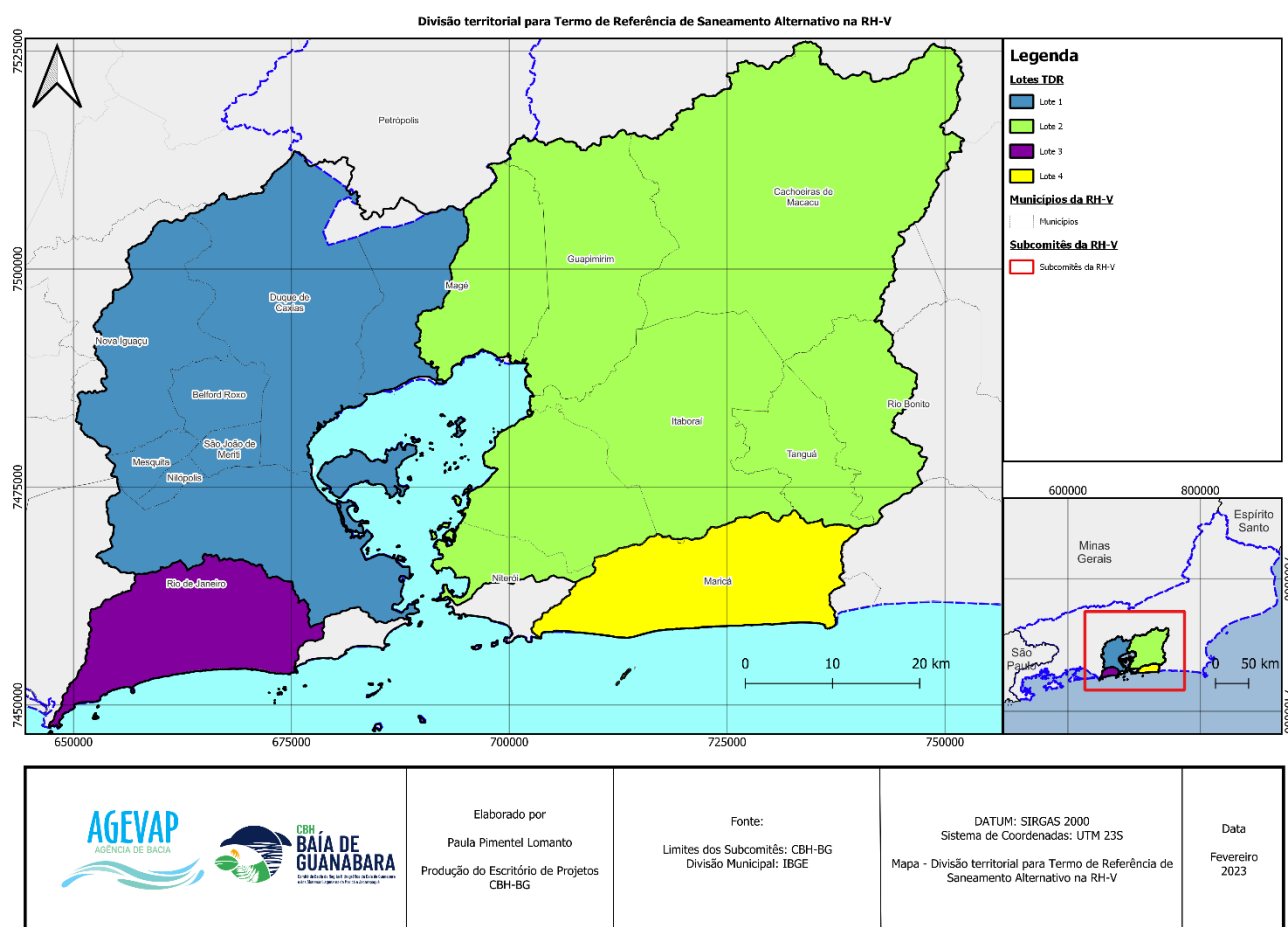 Divisão territorial para Termo de Referência de Saneamento Alternativo na RH-V
7525000
7500000
7475000
7450000
650000
675000
700000
725000
750000
Petrópolis
Cachoeiras de
Macacu
Guapimirim
Duque de
Caxias
Magé
Nova Iguaçu
Belford Roxo
Rio Bonito
Itaboraí
São João de
Meriti
Mesquita
Nilópolis
Tanguá
Rio de Janeiro
Niterói
Maricá
0 10 20 km
Legenda
Lotes TDR
Lote 1
Lote 2
Lote 3
Lote 4
Municípios da RH-V
Municípios
Subcomitês da RH-V
Subcomitês da RH-V
600000
800000
Espírito
Santo
Minas
Gerais
São
Paulo
0 50 km
AGEVAP
AGÊNCIA DE BACIA
CBH
BAÍA DE
GUANABARA
Elaborado por
Paula Pimentel Lomanto
Produção do Escritório de Projetos
CBH-BG
Fonte:
Limites dos Subcomitês: CBH-BG
Divisão Municipal: IBGE
DATUM: SIRGAS 2000
Sistema de Coordenadas: UTM 23S
Mapa - Divisão territorial para Termo de Referência de
Saneamento Alternativo na RH-V
Data
Fevereiro
2023